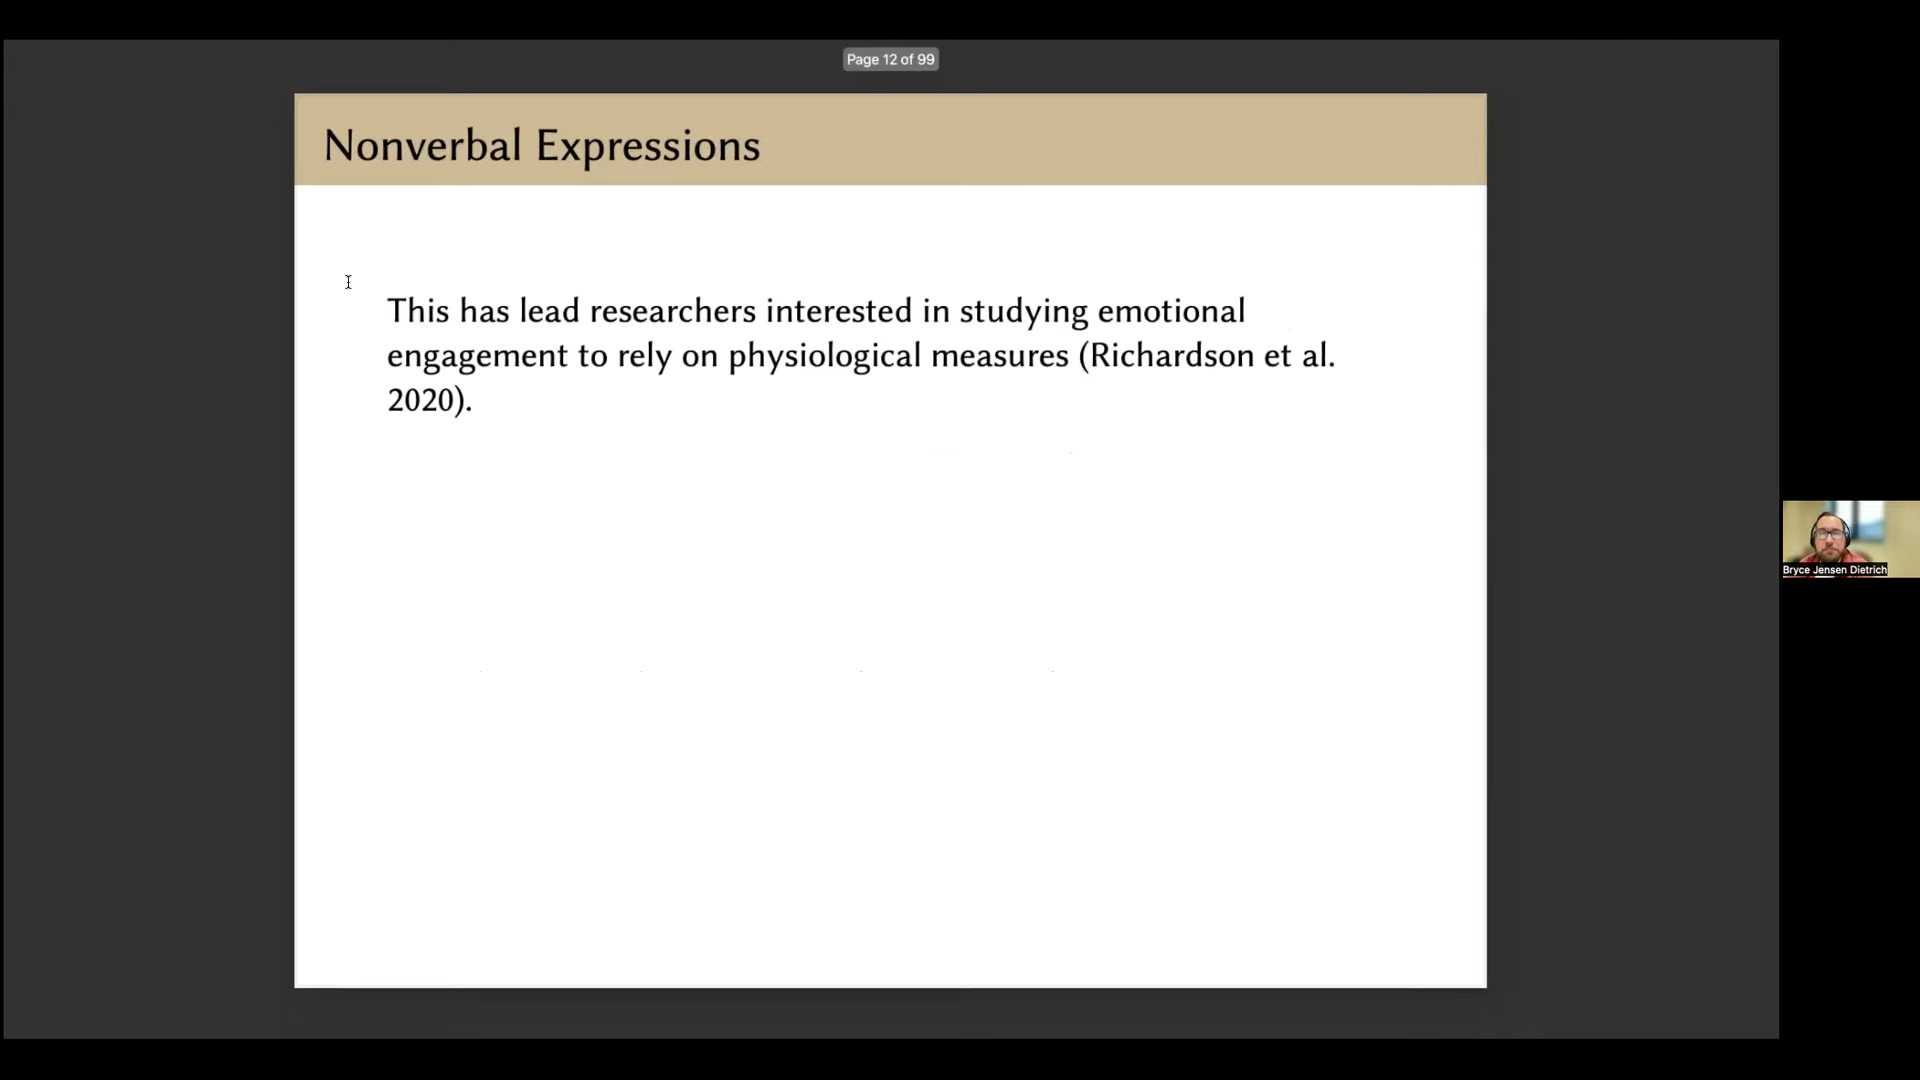 Page 12 of 99
Nonverbal Expressions
This has lead researchers interested in studying emotional
engagement to rely on physiological measures (Richardson et al.
2020).
Bryce Jensen Dietrich